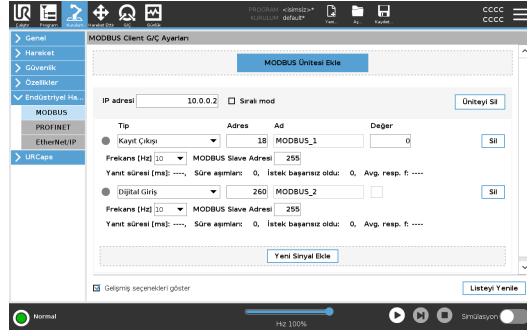 PROGRAM <isimsiz>*
KURULUM default*
CCCC
CCCC
Çalıştır Program Kurulum Hareket Ettir G/Ç Günlük
Yeni... Aç... Kaydet...
Genel
Hareket
Güvenlik
Özellikler
Endüstriyel Ha...
MODBUS
PROFINET
EtherNet/IP
URCaps
MODBUS Client G/Ç Ayarları
MODBUS Ünitesi Ekle
IP adresi 10.0.0.2 Sıralı mod Üniteyi Sil
Tip Adres Ad Değer
Kayıt Çıkışı 18 MODBUS_1 0 Sil
Frekans [Hz] 10 MODBUS Slave Adresi 255
Yanıt süresi [ms]: ----, Süre aşımları: 0, İstek başarısız oldu: 0, Avg. resp. f: ----
Dijital Giriş 260 MODBUS_2 Sil
Frekans [Hz] 10 MODBUS Slave Adresi 255
Yanıt süresi [ms]: ----, Süre aşımları: 0, İstek başarısız oldu: 0, Avg. resp. f: ----
Yeni Sinyal Ekle
Gelişmiş seçenekleri göster
Listeyi Yenile
Normal
Hız 100%
Simülasyon